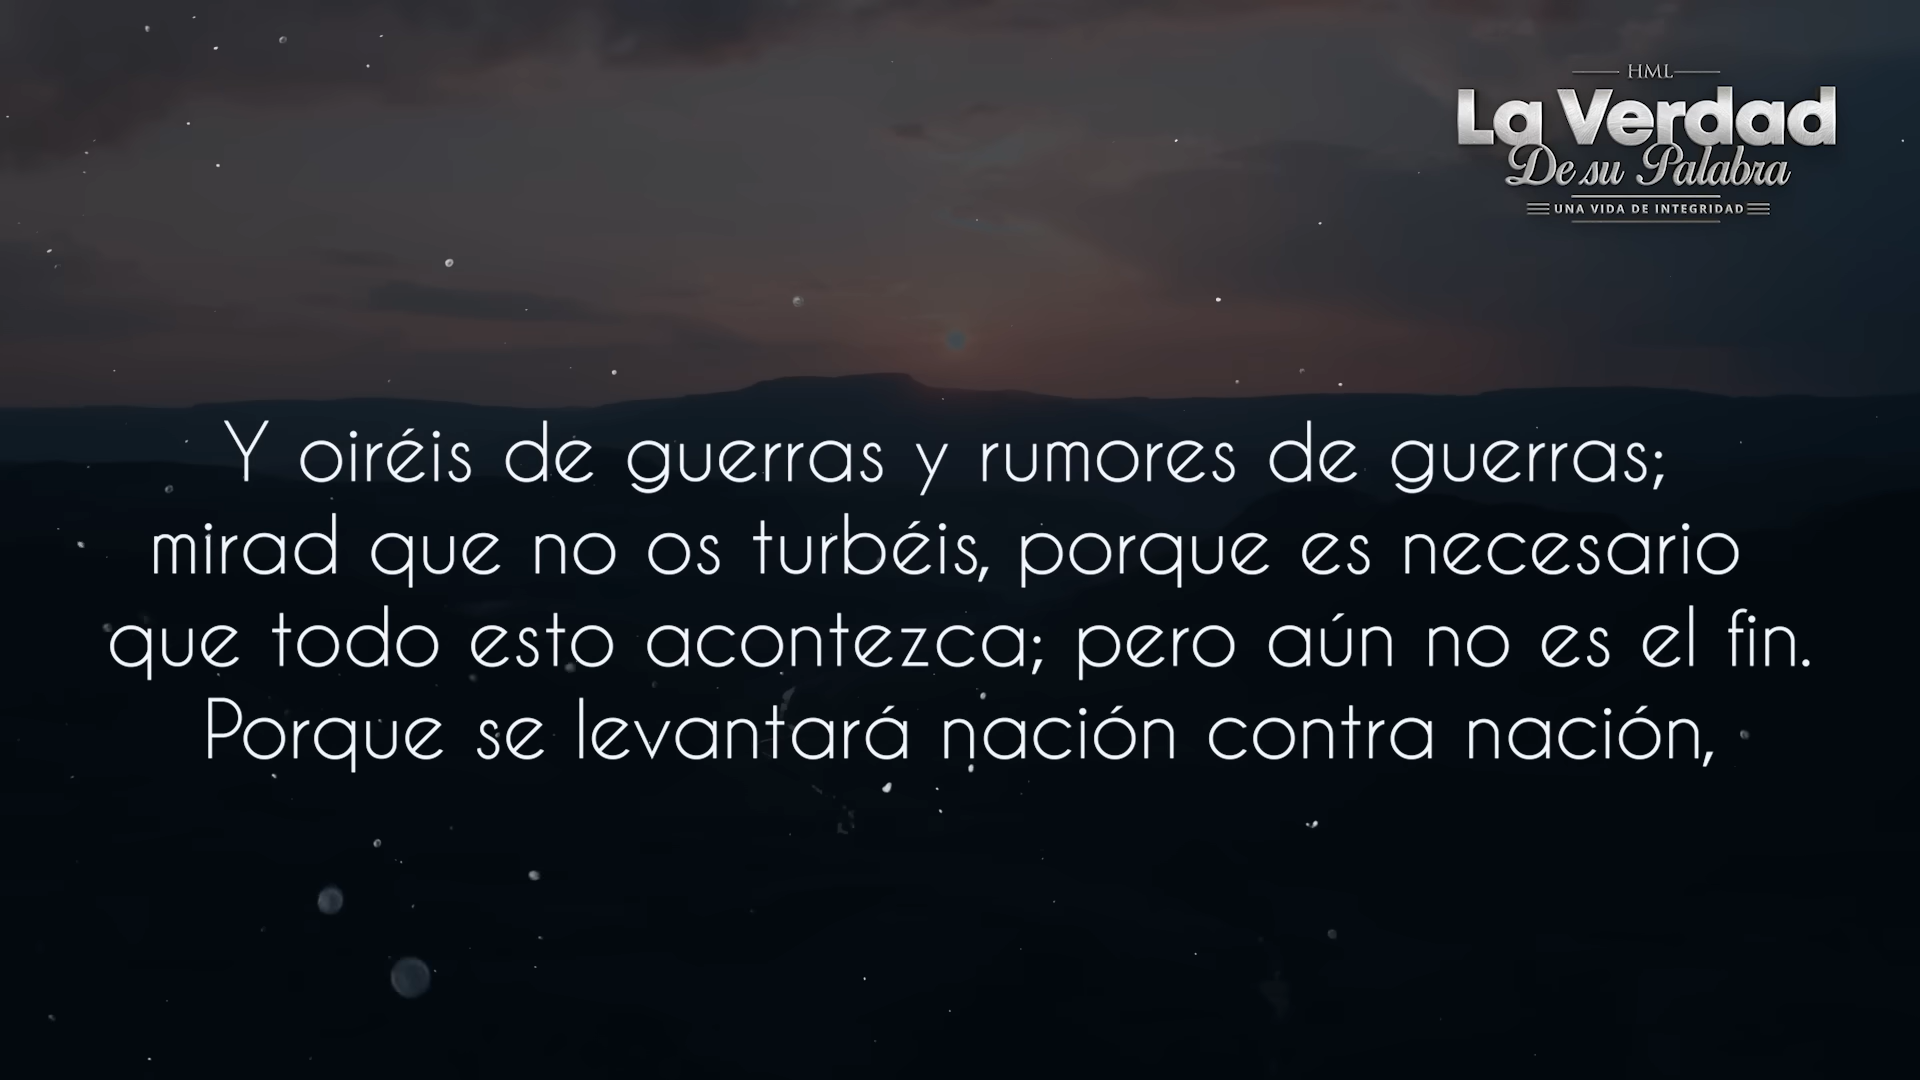 HML
La Verdad
De su Palabra
UNA VIDA DE INTEGRIDAD
Y oiréis de guerras y rumores de guerras;
mirad que no os turbéis, porque es necesario
que todo esto acontezca; pero aún no es el fin.
Porque se levantará nación contra nación,